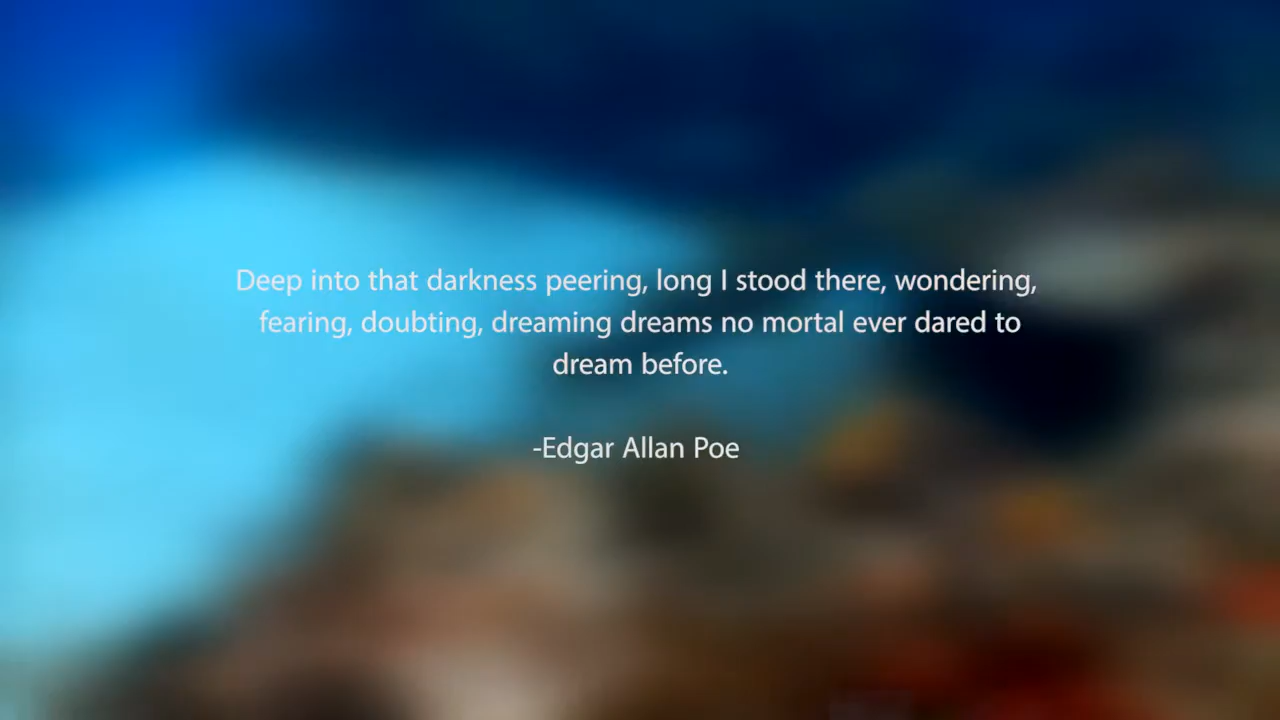 Deep into that darkness peering, long I stood there, wondering,
fearing, doubting, dreaming dreams no mortal ever dared to
dream before.
-Edgar Allan Poe